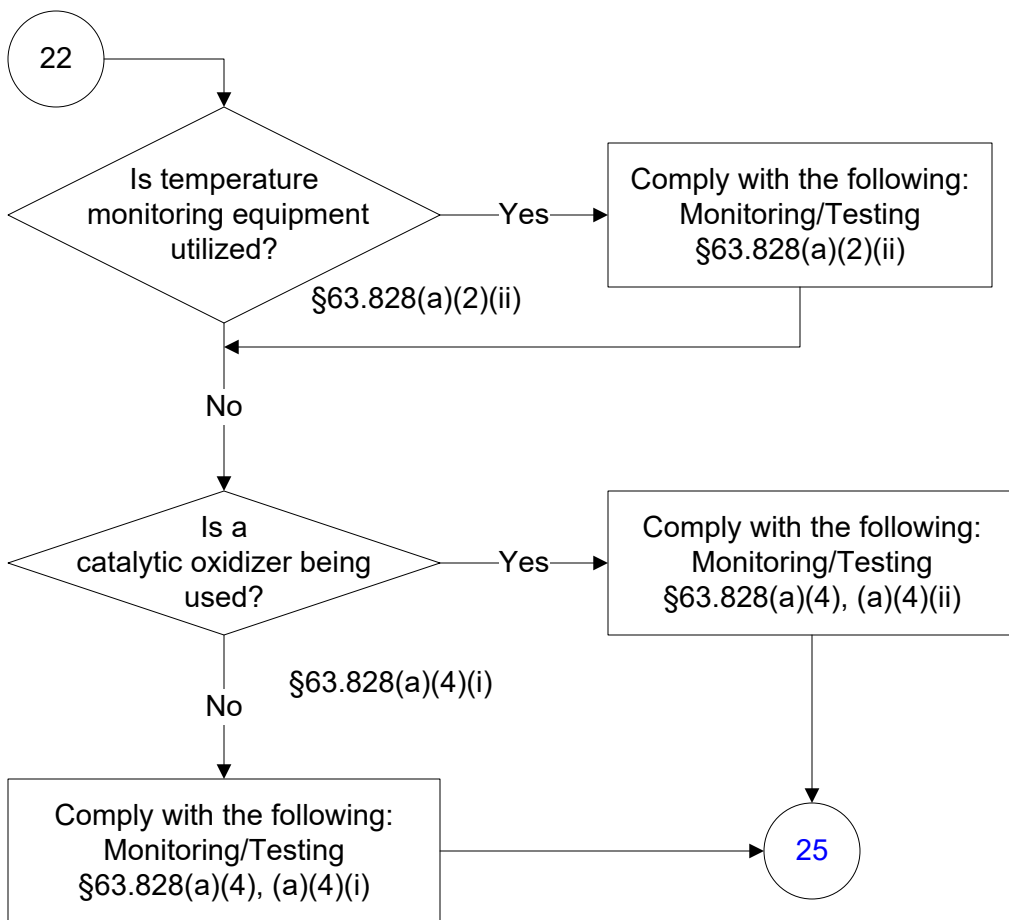 22
Is temperature
monitoring equipment
utilized?
Yes
Comply with the following:
Monitoring/Testing
§63.828(a)(2)(ii)
§63.828(a)(2)(ii)
No
Is a
catalytic oxidizer being
used?
Yes
Comply with the following:
Monitoring/Testing
§63.828(a)(4), (a)(4)(ii)
§63.828(a)(4)(i)
No
Comply with the following:
Monitoring/Testing
§63.828(a)(4), (a)(4)(i)
25